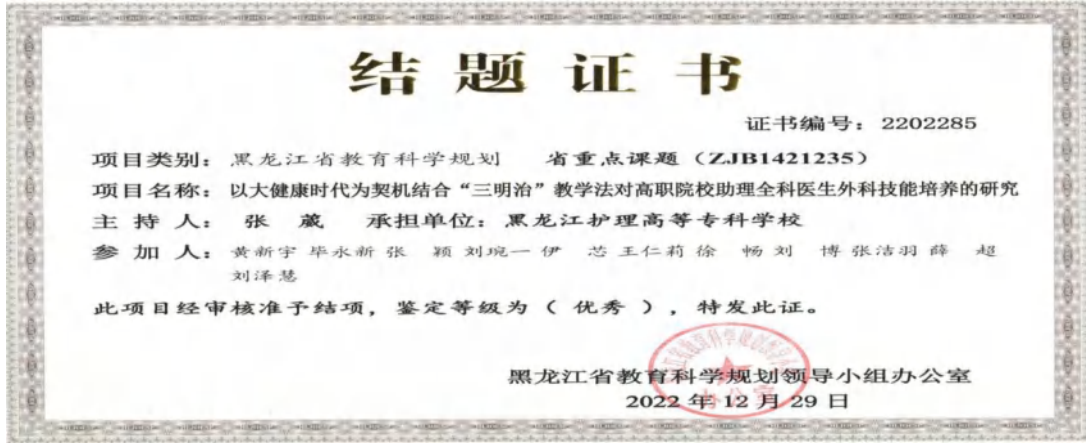 结题证书
证书编号：2202285
项目类别：黑龙江省教育科学规划 省重点课题（ZJB1421235）
项目名称：以大健康时代为契机结合“三明治”教学法对高职院校助理全科医生外科技能培养的研究
主持人：张葳 承担单位：黑龙江护理高等专科学校
参加人：黄新宇 毕永新 张颖 刘琬一 伊芯 王仁莉 徐畅 刘博 张洁羽 薛超
刘泽慧
此项目经审核准予结项，鉴定等级为（ 优秀 ），特发此证。
黑龙江省教育科学规划领导小组办公室
2022 年 12 月 29 日